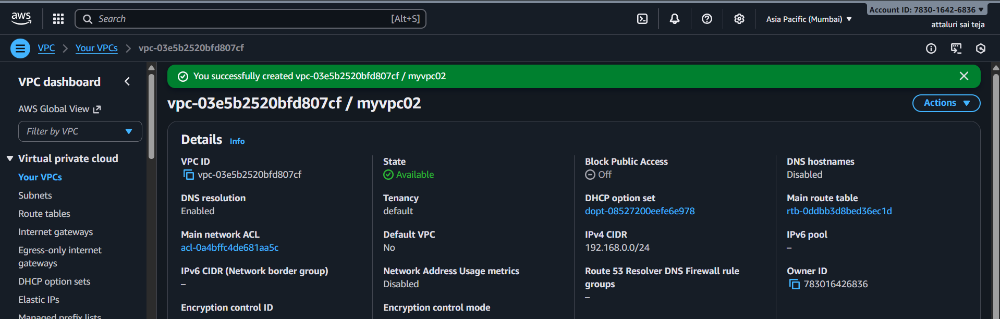 aws
Search [Alt+S]
Asia Pacific (Mumbai)
Account ID: 7830-1642-6836
attaluri sai teja
VPC
Your VPCs
vpc-03e5b2520bfd807cf
VPC dashboard
AWS Global View
Filter by VPC
Virtual private cloud
Your VPCs
Subnets
Route tables
Internet gateways
Egress-only internet
gateways
DHCP option sets
Elastic IPs
Managed prefix lists
You successfully created vpc-03e5b2520bfd807cf / myvpc02
vpc-03e5b2520bfd807cf / myvpc02
Actions
Details Info
VPC ID
vpc-03e5b2520bfd807cf
State
Available
Block Public Access
Off
DNS hostnames
Disabled
DNS resolution
Enabled
Tenancy
default
DHCP option set
dopt-08527200eefe6e978
Main route table
rtb-0ddbb3d8bed36ec1d
Main network ACL
acl-0a4bffc4de681aa5c
Default VPC
No
IPv4 CIDR
192.168.0.0/24
IPv6 pool
–
IPv6 CIDR (Network border group)
–
Network Address Usage metrics
Disabled
Route 53 Resolver DNS Firewall rule
groups
–
Owner ID
783016426836
Encryption control ID
Encryption control mode